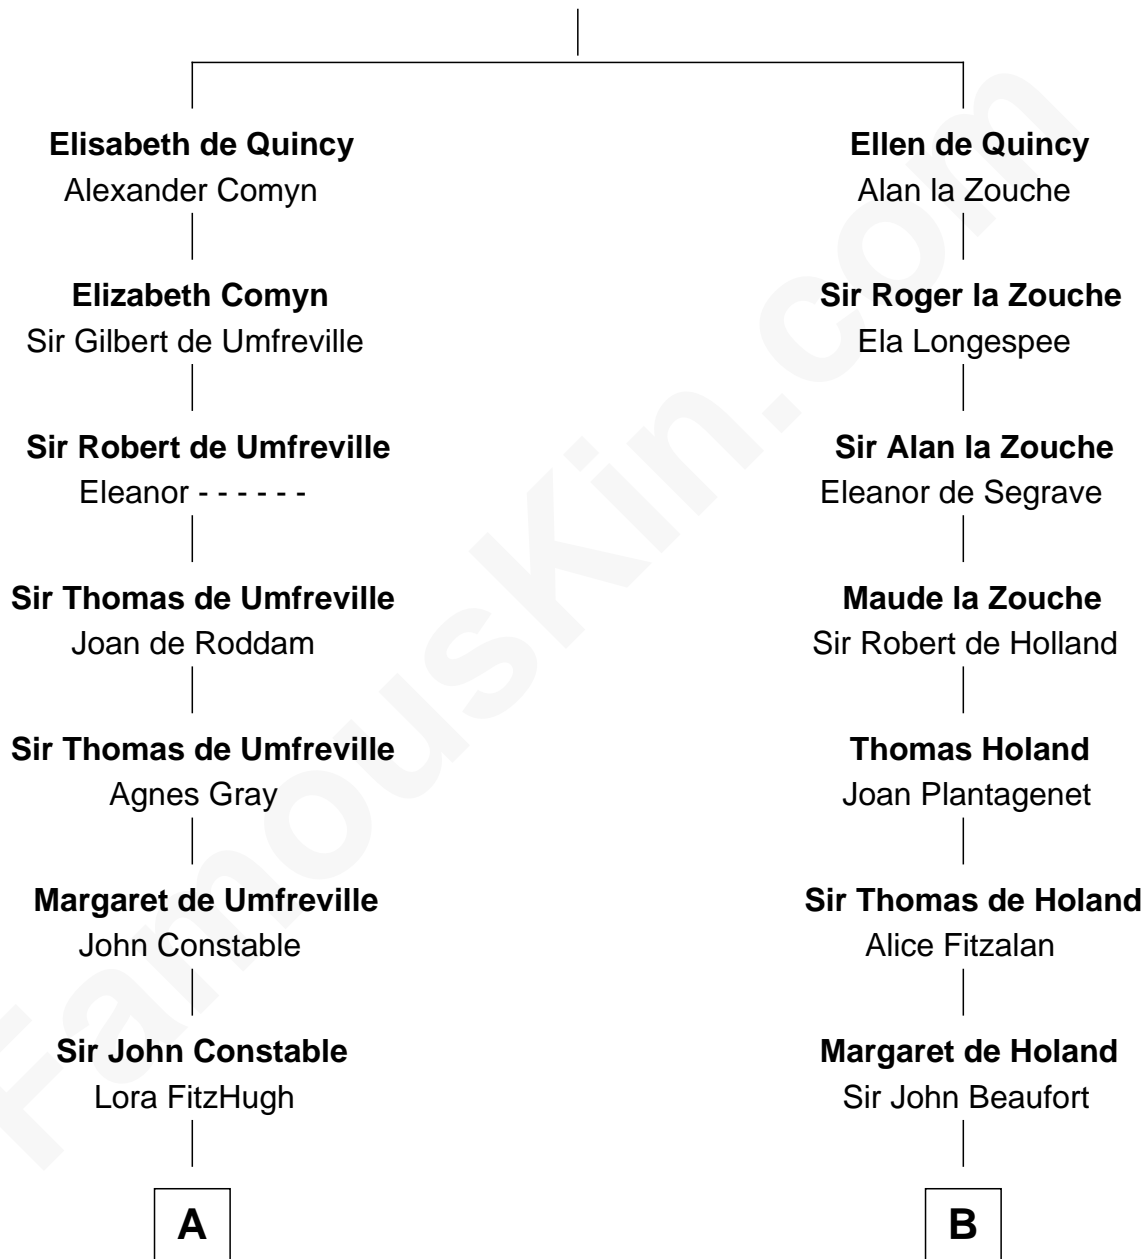 Elisabeth de Quincy
Alexander Comyn
Elizabeth Comyn
Sir Gilbert de Umfreville
Sir Robert de Umfreville
Eleanor - - - - - -
Sir Thomas de Umfreville
Joan de Roddam
Sir Thomas de Umfreville
Agnes Gray
Margaret de Umfreville
John Constable
Sir John Constable
Lora FitzHugh
A
Ellen de Quincy
Alan la Zouche
Sir Roger la Zouche
Ela Longespee
Sir Alan la Zouche
Eleanor de Segrave
Maude la Zouche
Sir Robert de Holland
Thomas Holand
Joan Plantagenet
Sir Thomas de Holand
Alice Fitzalan
Margaret de Holand
Sir John Beaufort
B
FamousKin.com